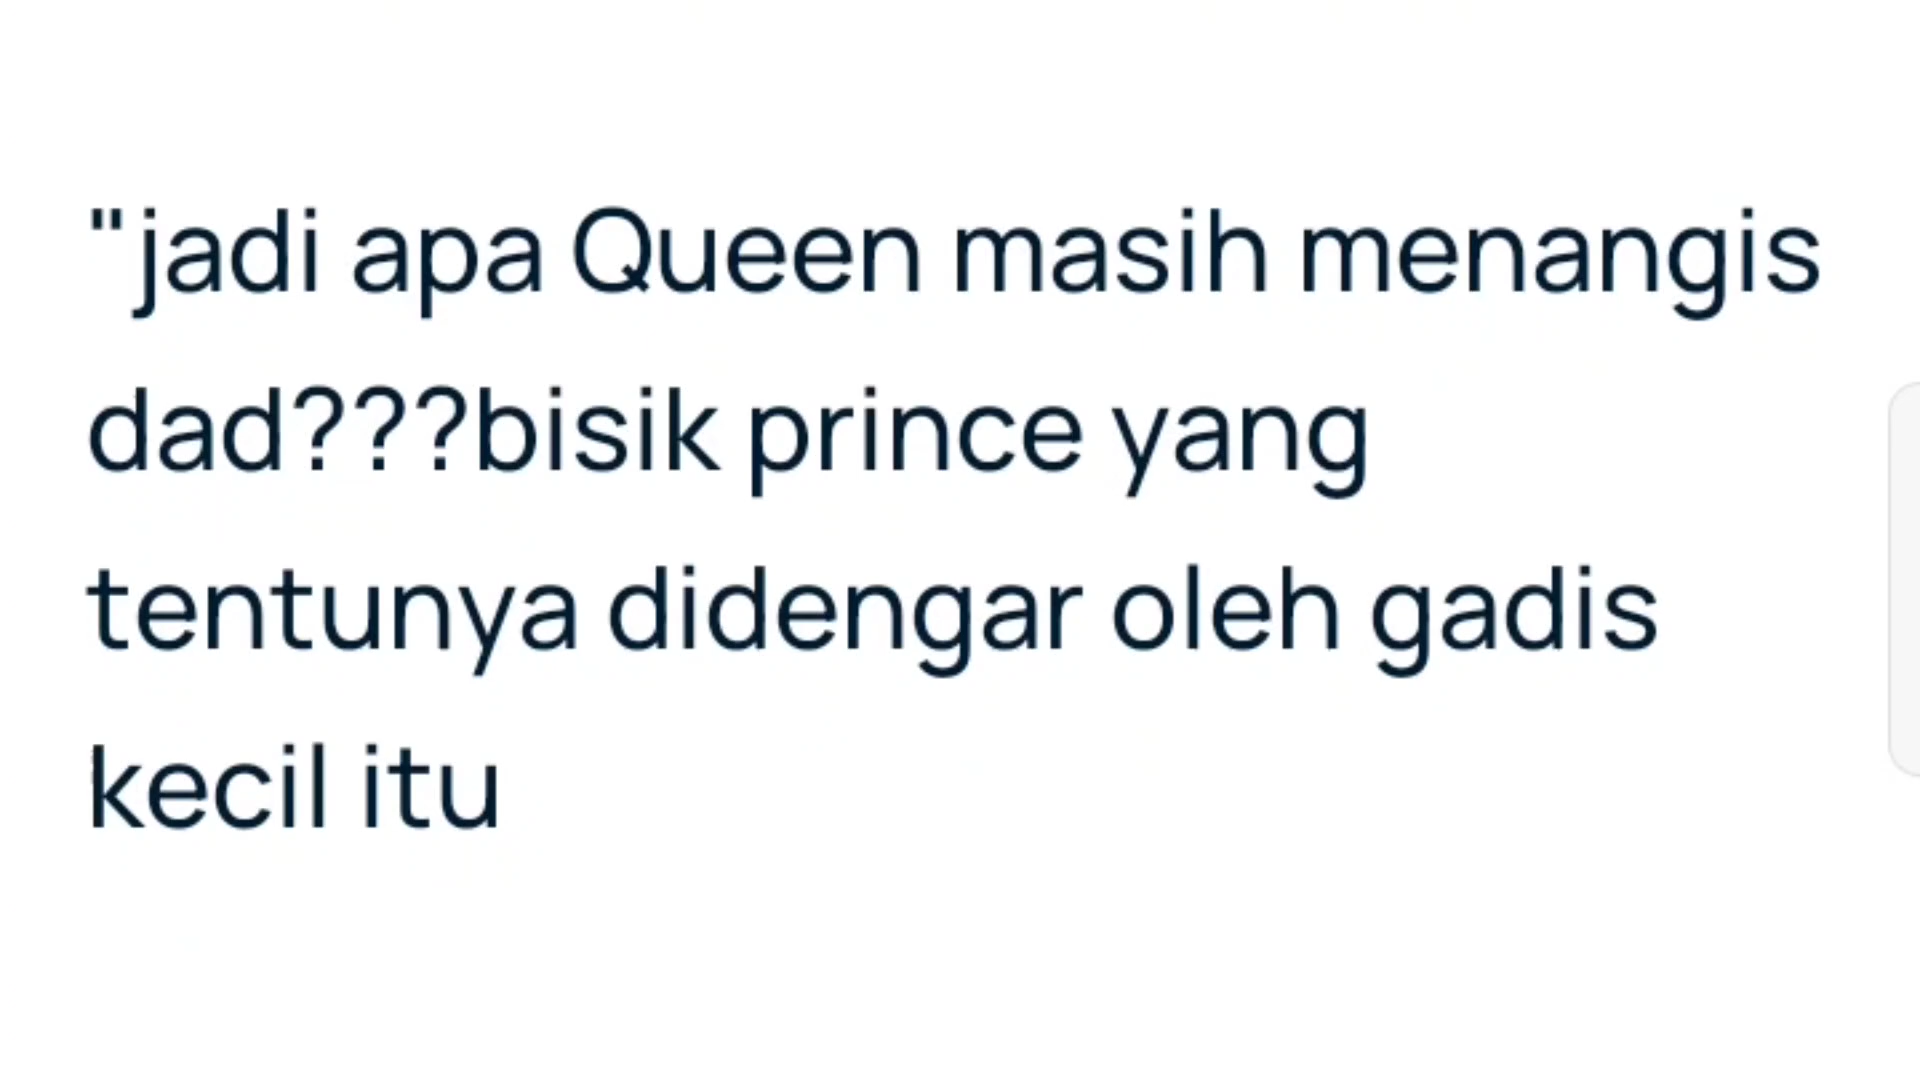 "jadi apa Queen masih menangis
dad???bisik prince yang
tentunya didengar oleh gadis
kecil itu